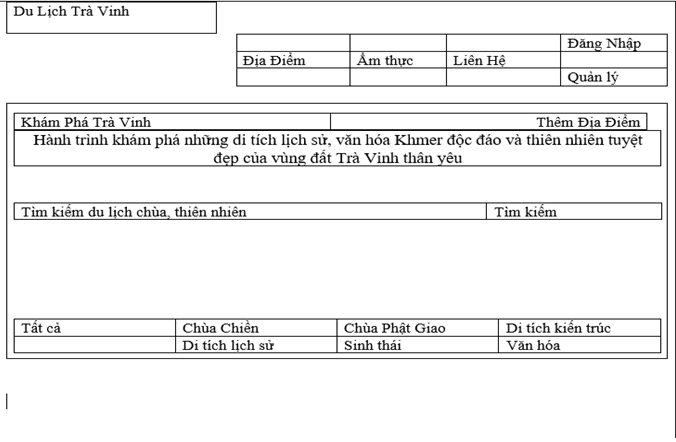 Du Lịch Trà Vinh
Đăng Nhập
Địa Điểm Ẩm thực Liên Hệ
Quản lý
Khám Phá Trà Vinh Thêm Địa Điểm
Hành trình khám phá những di tích lịch sử, văn hóa Khmer độc đáo và thiên nhiên tuyệt
đẹp của vùng đất Trà Vinh thân yêu
Tìm kiếm du lịch chùa, thiên nhiên Tìm kiếm
Tất cả Chùa Chiền Chùa Phật Giao Di tích kiến trúc
Di tích lịch sử Sinh thái Văn hóa